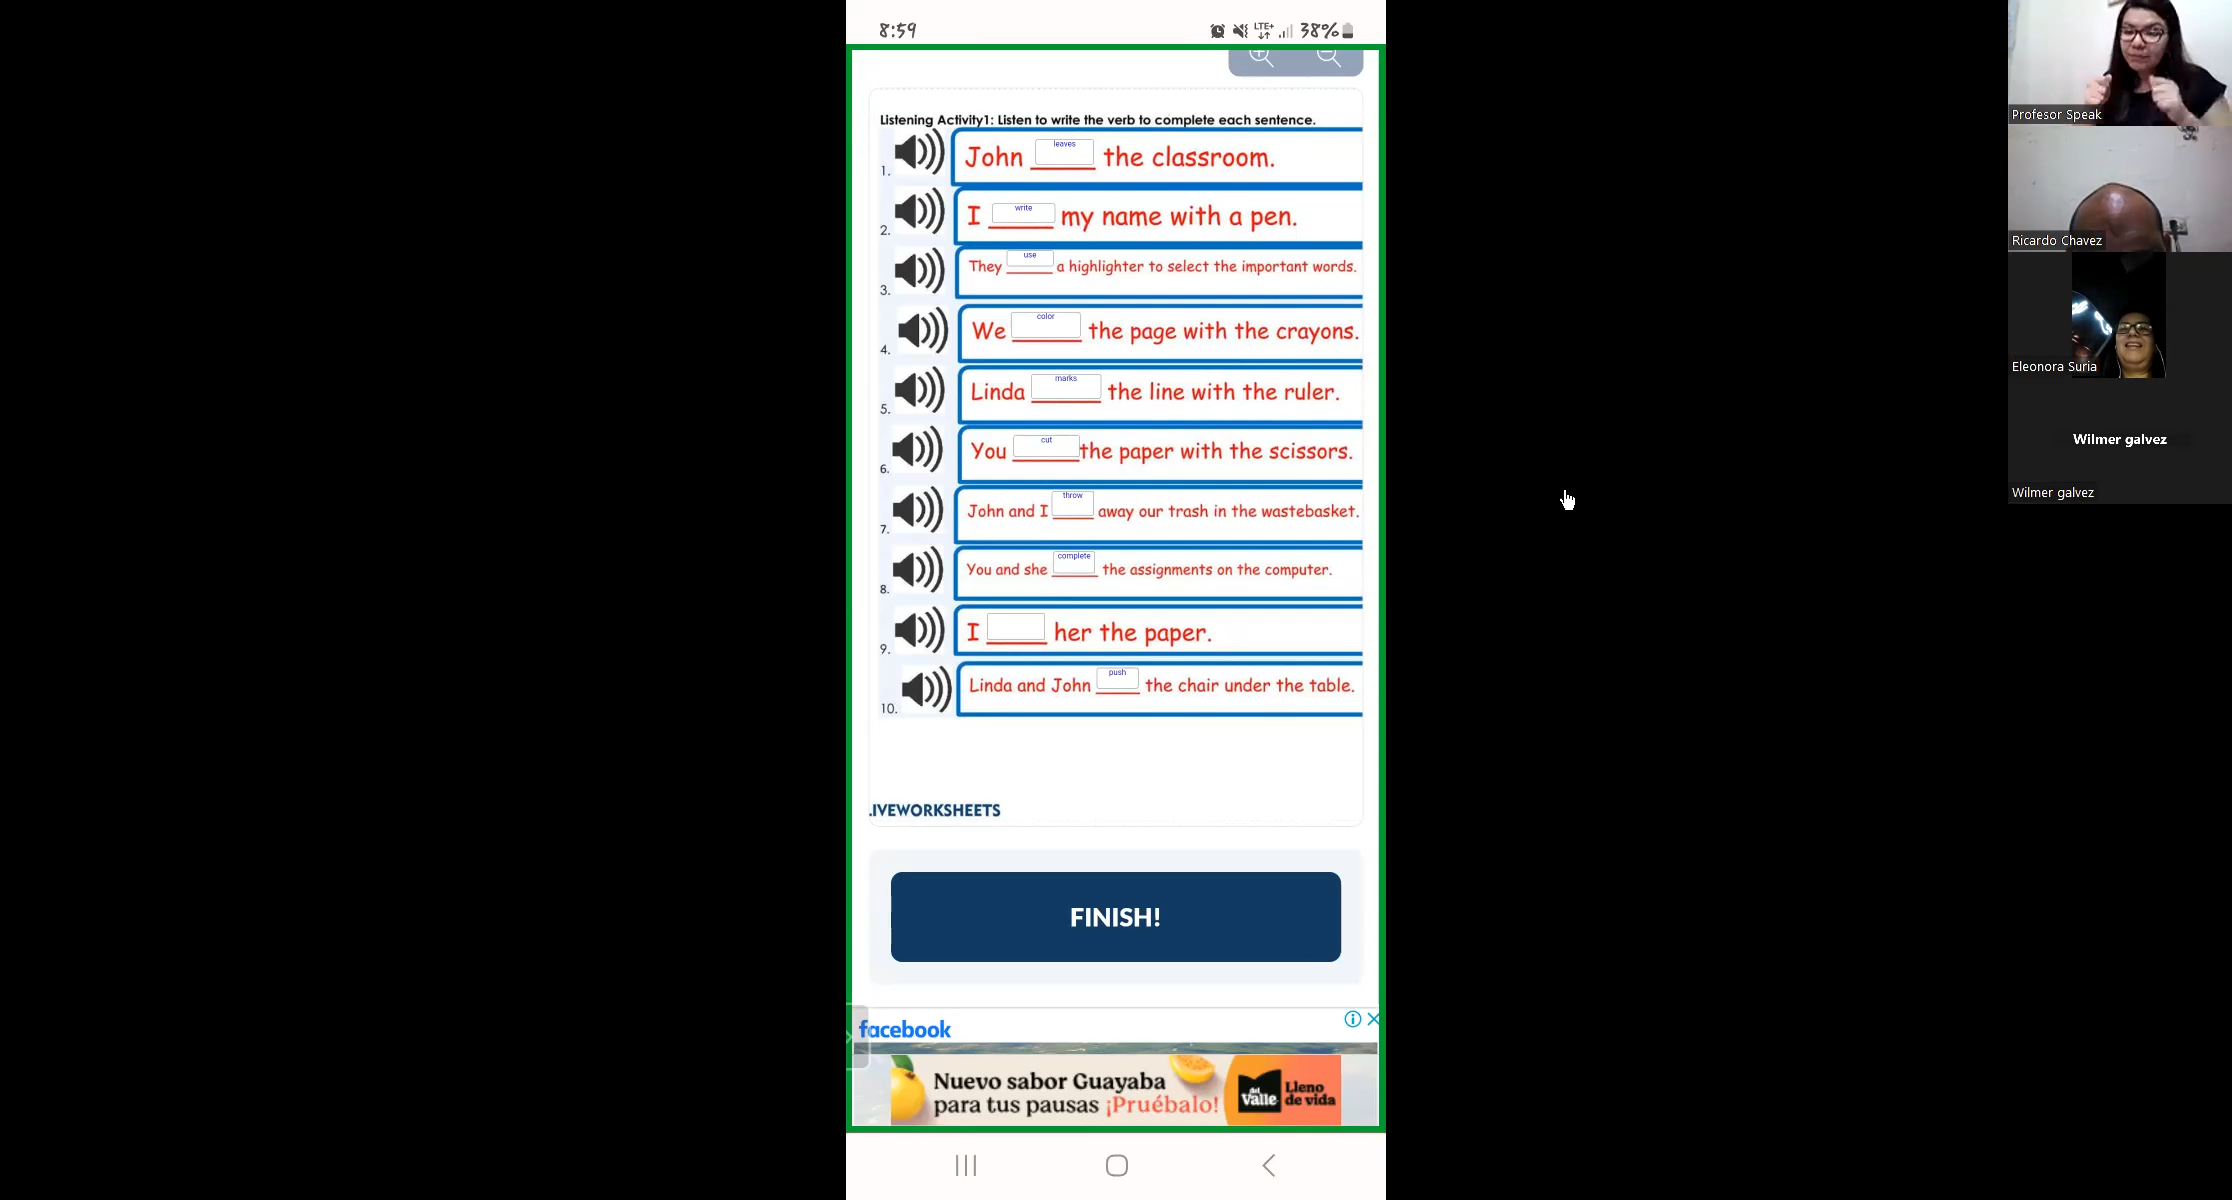 8:59
LTE+
38%
Listening Activity1: Listen to write the verb to complete each sentence.
1. John leaves the classroom.
2. I write my name with a pen.
3. They use a highlighter to select the important words.
4. We color the page with the crayons.
5. Linda marks the line with the ruler.
6. You cut the paper with the scissors.
7. John and I throw away our trash in the wastebasket.
8. You and she complete the assignments on the computer.
9. I her the paper.
10. Linda and John push the chair under the table.
.IVEWORKSHEETS
FINISH!
facebook
Nuevo sabor Guayaba
para tus pausas ¡Pruébalo!
del Valle
Lleno
de vida
Profesor Speak
Ricardo Chavez
Eleonora Suria
Wilmer galvez
Wilmer galvez